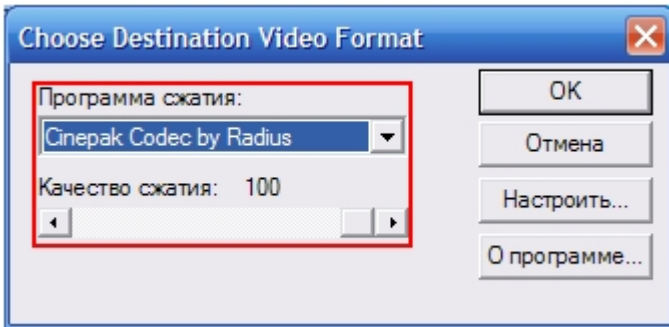 Choose Destination Video Format
Программа сжатия:
Cinepak Codec by Radius
Качество сжатия: 100
OK
Отмена
Настроить...
О программе...